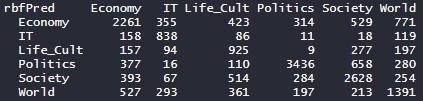 rbfPred Economy IT Life_Cult Politics Society World
Economy 2261 355 423 314 529 771
IT 158 838 86 11 18 119
Life_Cult 157 94 925 9 277 197
Politics 377 16 110 3436 658 280
Society 393 67 514 284 2628 254
World 527 293 361 197 213 1391